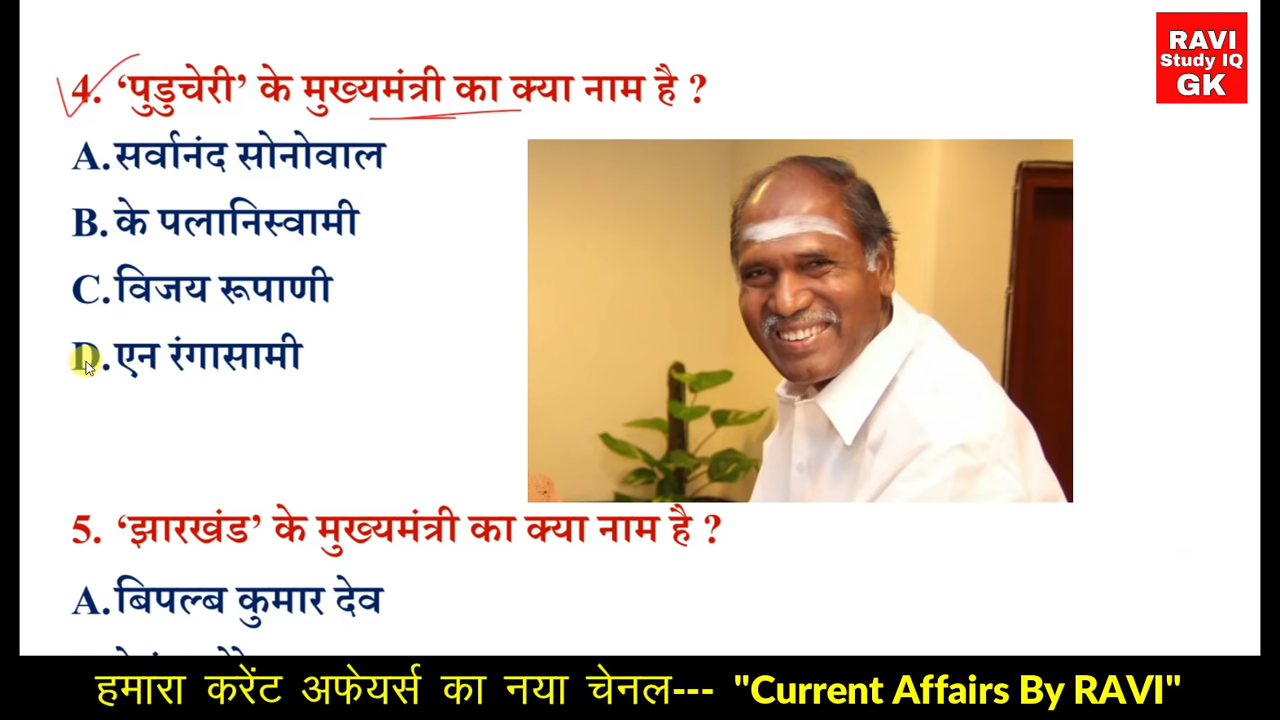 RAVI
Study IQ
GK
4. ‘पुडुचेरी’ के मुख्यमंत्री का क्या नाम है ?
A. सर्वानंद सोनोवाल
B. के पलानिस्वामी
C. विजय रूपाणी
D. एन रंगासामी
5. ‘झारखंड’ के मुख्यमंत्री का क्या नाम है ?
A. बिपल्ब कुमार देव
हमारा करेंट अफेयर्स का नया चेनल--- "Current Affairs By RAVI"